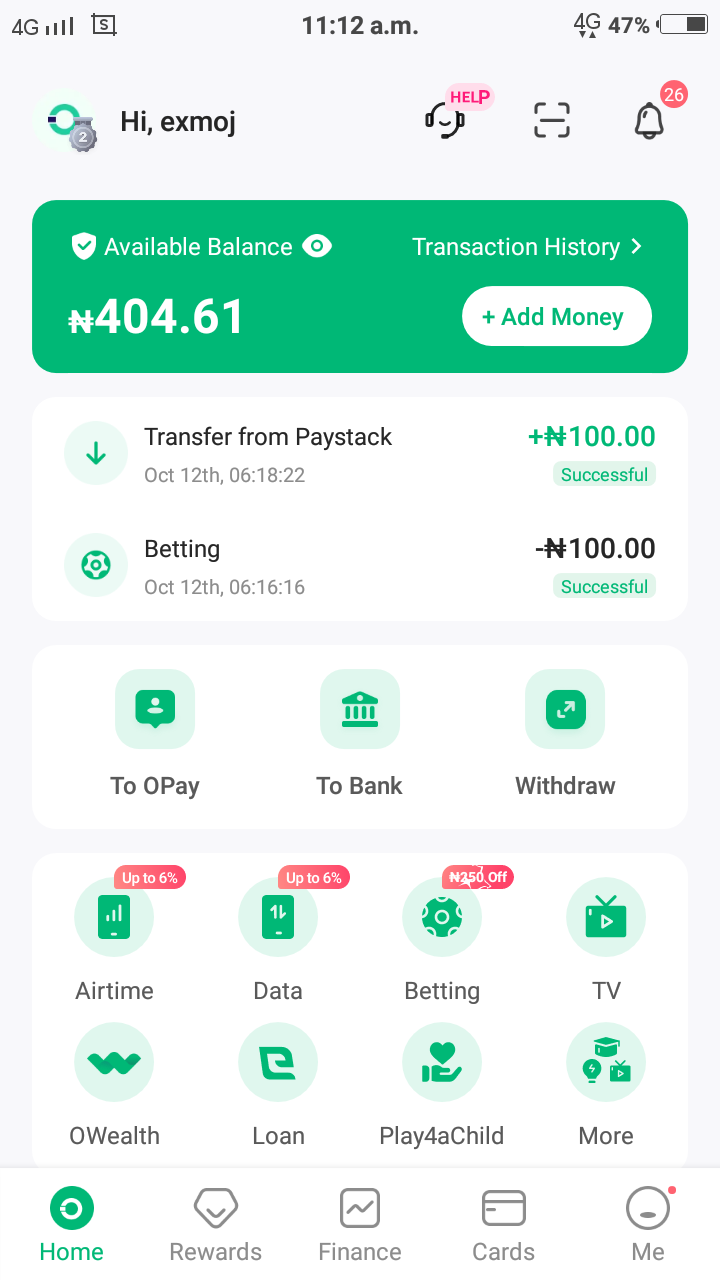 4G S 11:12 a.m. 4G 47%
Hi, exmoj HELP 26
2
Available Balance Transaction History >
₦404.61 + Add Money
Transfer from Paystack +₦100.00
Oct 12th, 06:18:22 Successful
Betting -₦100.00
Oct 12th, 06:16:16 Successful
To OPay To Bank Withdraw
Up to 6% Up to 6% ₦250 Off
Airtime Data Betting TV
OWealth Loan Play4aChild More
Home Rewards Finance Cards Me